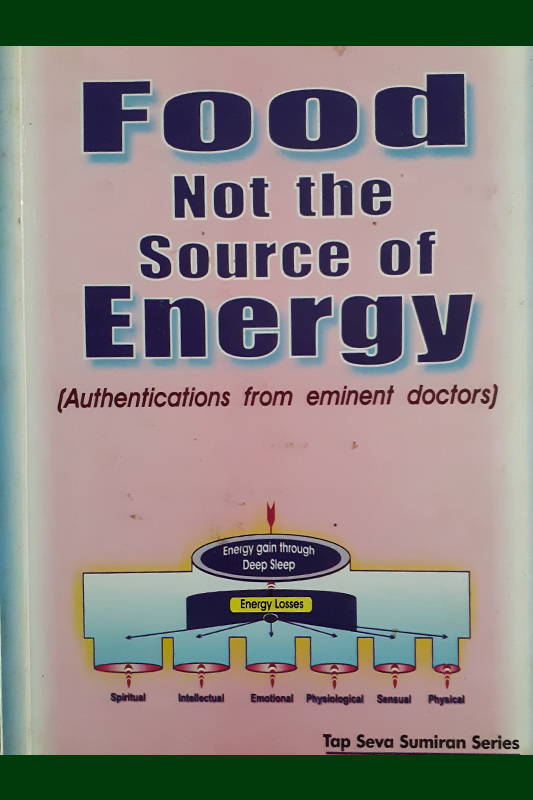 Food
Not the
Source of
Energy
(Authentications from eminent doctors)
Energy gain through
Deep Sleep
Energy Losses
Spiritual Intellectual Emotional Physiological Sensual Physical
Tap Seva Sumiran Series